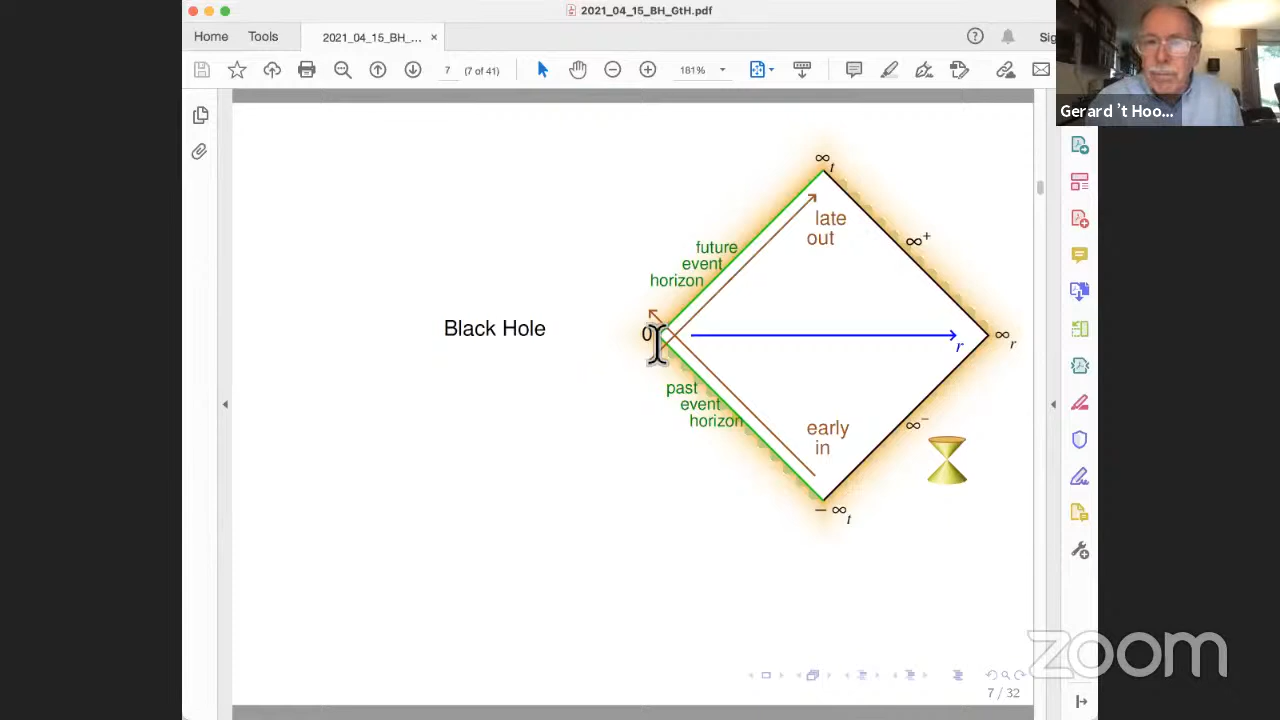 2021_04_15_BH_GtH.pdf
Home
Tools
2021_04_15_BH_...
×
Sig
7
(7 of 41)
181%
Gerard ’t Hoo...
∞t
late
out
∞+
future
event
horizon
Black Hole
0
r
∞r
past
event
horizon
early
in
∞−
− ∞t
zoom
7 / 32